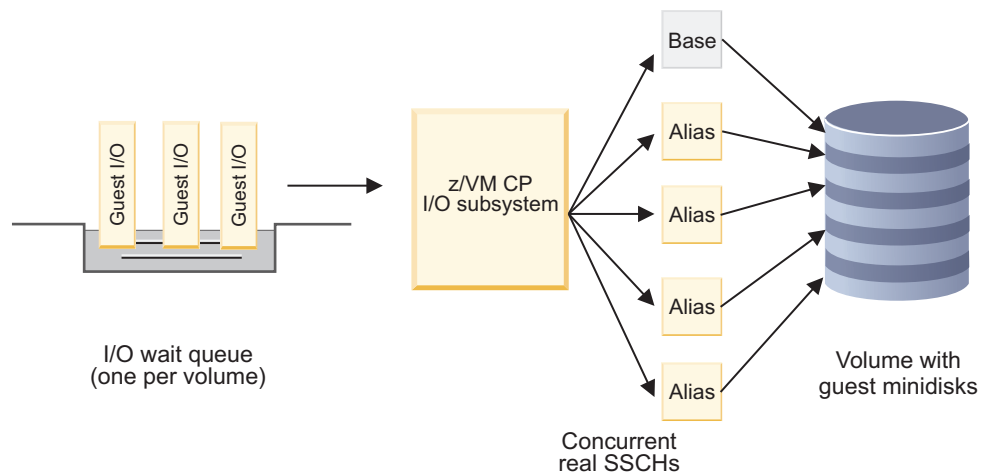 Guest I/O
Guest I/O
Guest I/O
I/O wait queue
(one per volume)
z/VM CP
I/O subsystem
Base
Alias
Alias
Alias
Alias
Concurrent
real SSCHs
Volume with
guest minidisks